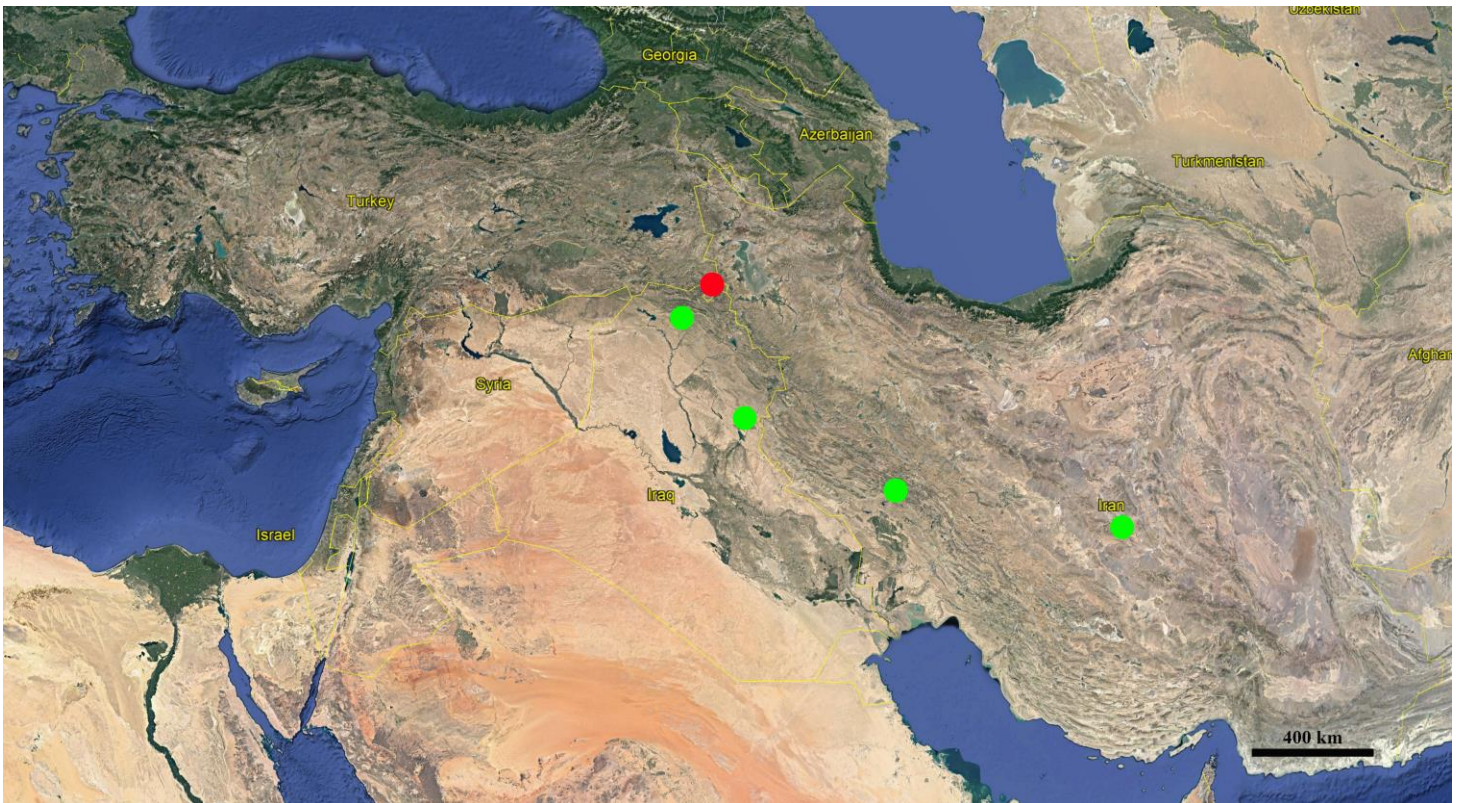 Uzbekistan
Georgia
Azerbaijan
Turkmenistan
Turkey
Afghan
Syria
Iraq
Iran
Israel
400 km